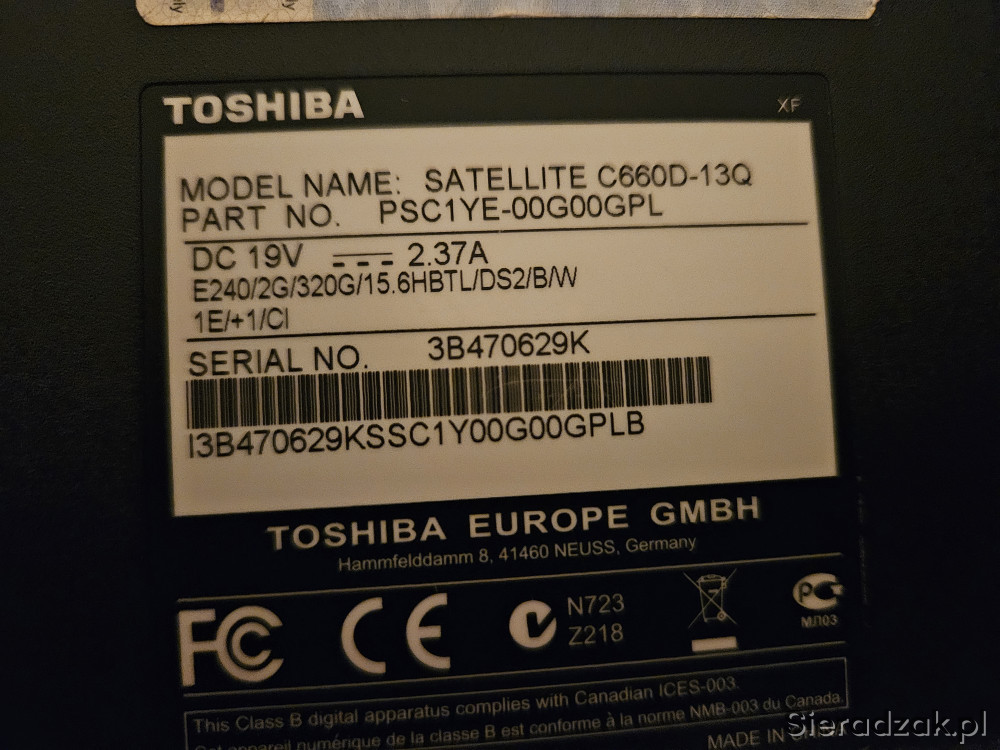 TOSHIBA
XF
MODEL NAME: SATELLITE C660D-13Q
PART NO. PSC1YE-00G00GPL
DC 19V 2.37A
E240/2G/320G/15.6HBTL/DS2/B/W
1E/+1/CI
SERIAL NO. 3B470629K
I3B470629KSSC1Y00G00GPLB
TOSHIBA EUROPE GMBH
Hammfelddamm 8, 41460 NEUSS, Germany
FC CE N723
Z218
PC
МЛ03
This Class B digital apparatus complies with Canadian ICES-003.
Cet appareil numérique de la classe B est conforme à la norme NMB-003 du Canada.
MADE IN
Sieradzak.pl